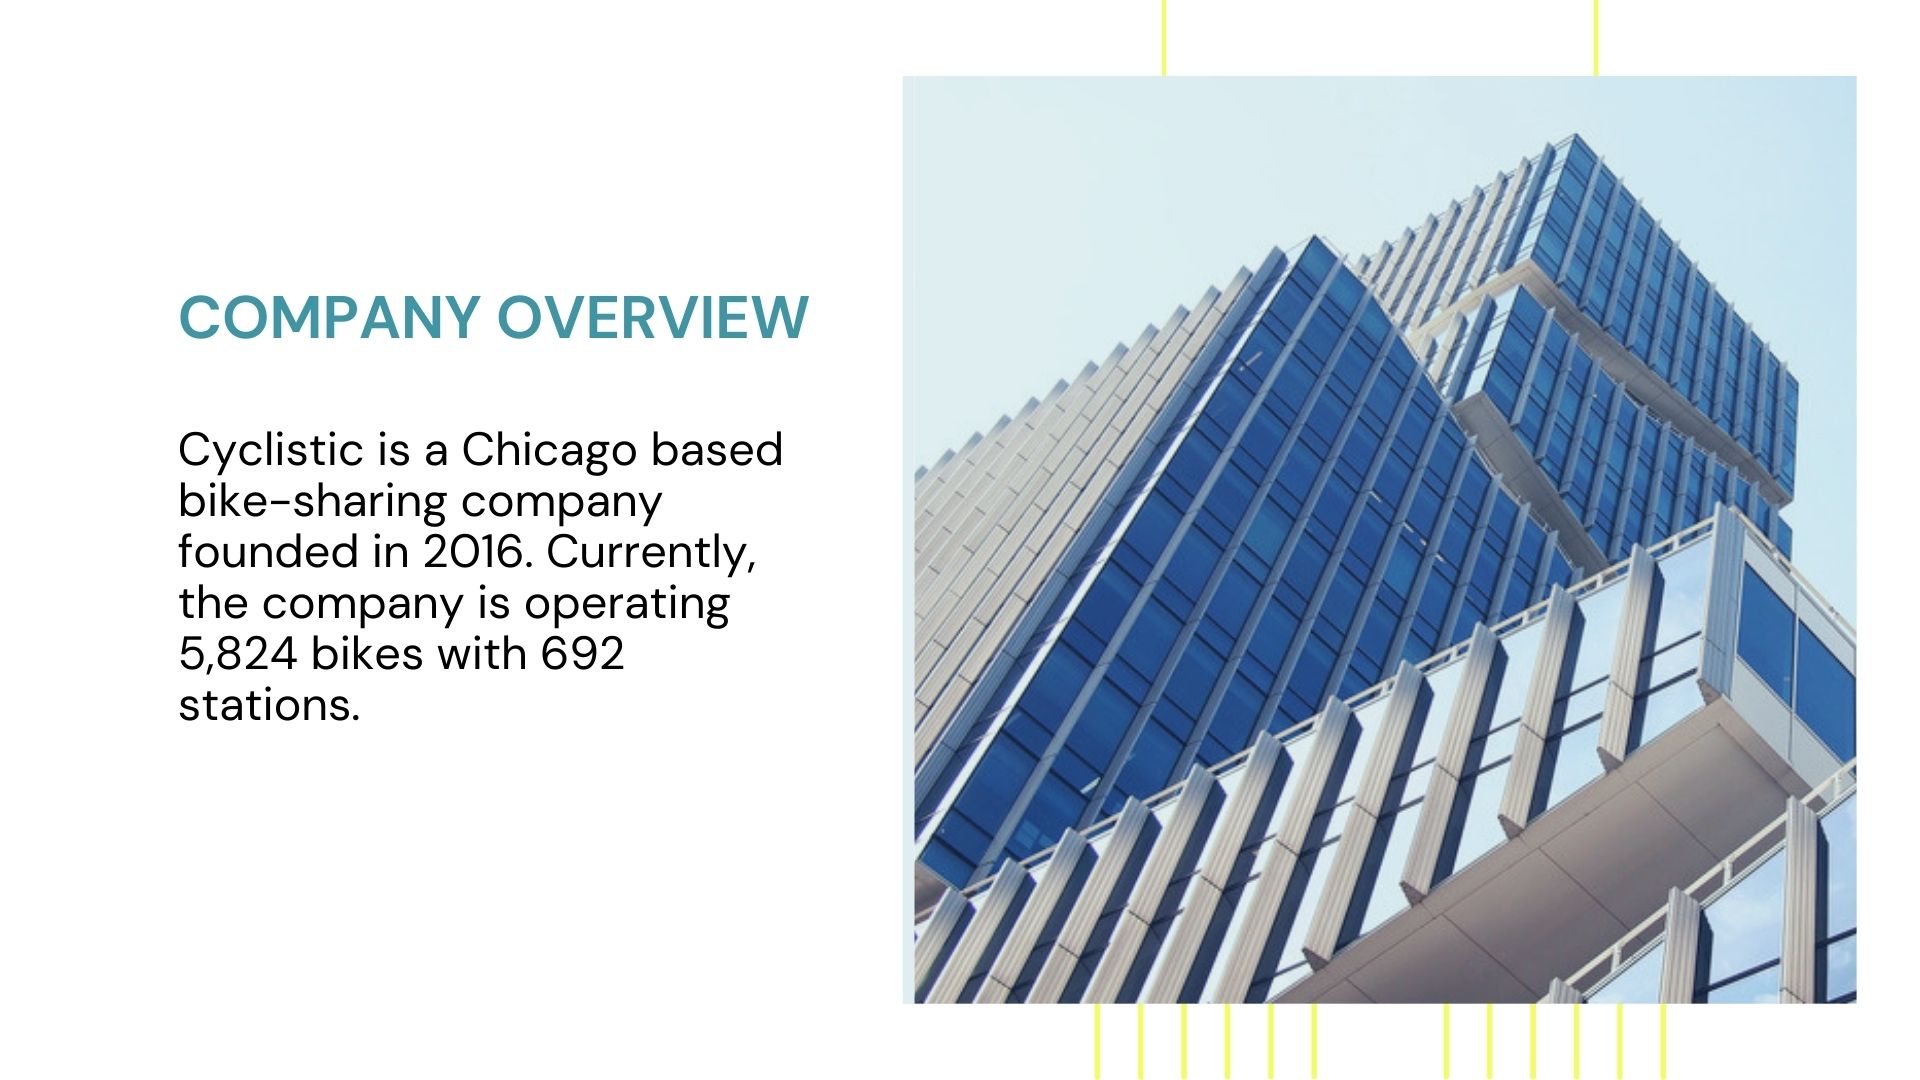 COMPANY OVERVIEW
Cyclistic is a Chicago based
bike-sharing company
founded in 2016. Currently,
the company is operating
5,824 bikes with 692
stations.